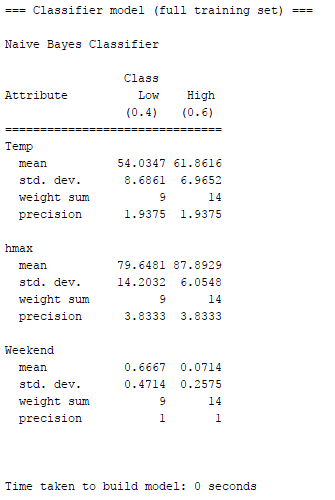 === Classifier model (full training set) ===
Naive Bayes Classifier
Class
Attribute Low High
(0.4) (0.6)
===============================
Temp
mean 54.0347 61.8616
std. dev. 8.6861 6.9652
weight sum 9 14
precision 1.9375 1.9375
hmax
mean 79.6481 87.8929
std. dev. 14.2032 6.0548
weight sum 9 14
precision 3.8333 3.8333
Weekend
mean 0.6667 0.0714
std. dev. 0.4714 0.2575
weight sum 9 14
precision 1 1
Time taken to build model: 0 seconds